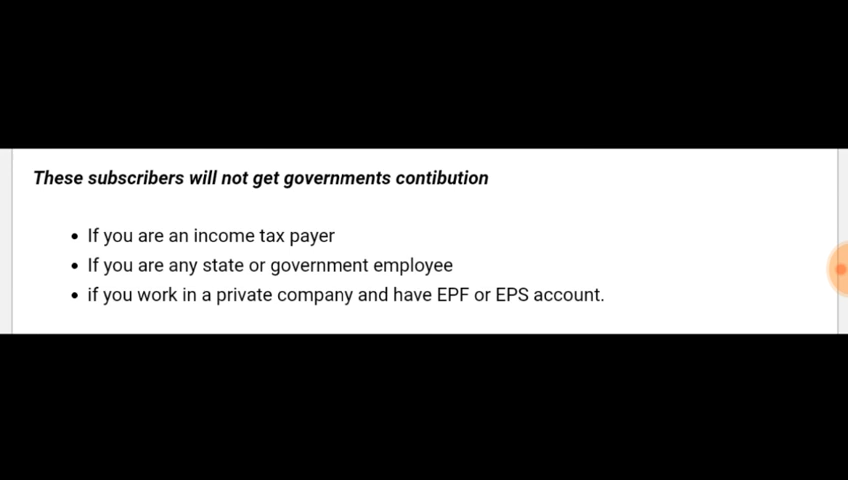 These subscribers will not get governments contibution
• If you are an income tax payer
• If you are any state or government employee
• if you work in a private company and have EPF or EPS account.